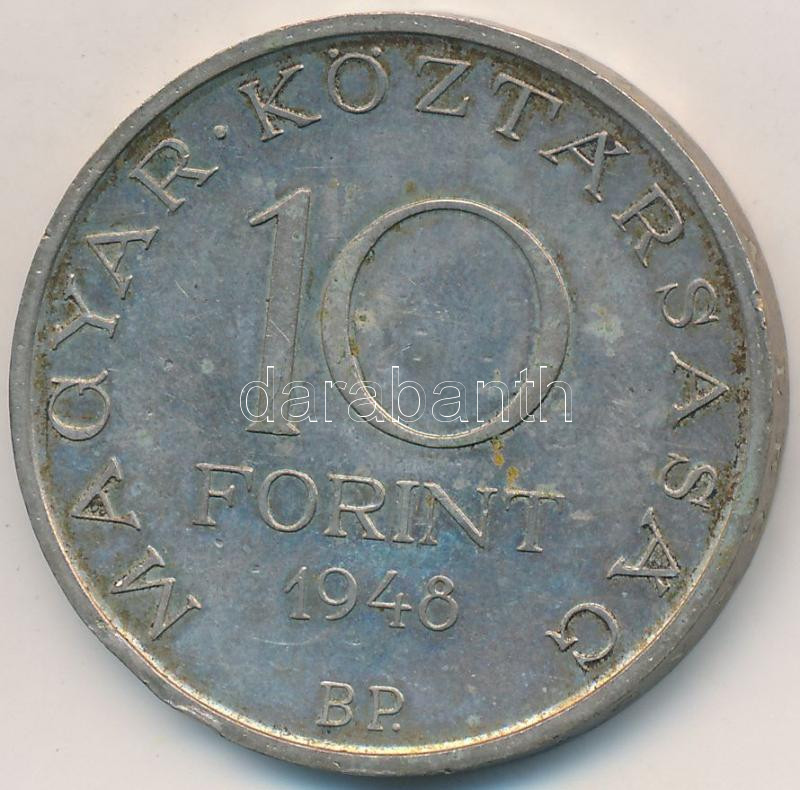 MAGYAR · KÖZTÁRSASÁG
10
FORINT
1948
BP.
darabanth